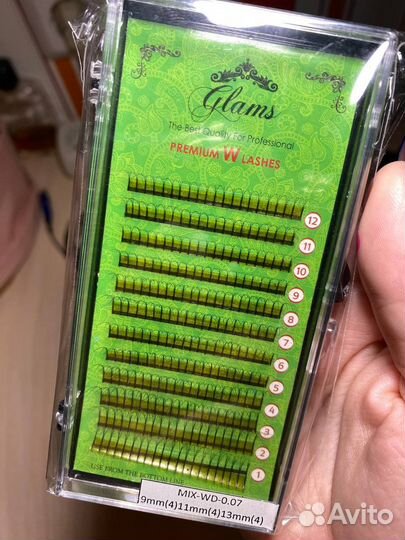 Glams
The Best Quality For Professional
PREMIUM W LASHES
12
11
10
9
8
7
6
5
4
3
2
1
USE FROM THE BOTTOM LINE
MIX-WD-0.07
9mm(4)11mm(4)13mm(4)
Avito